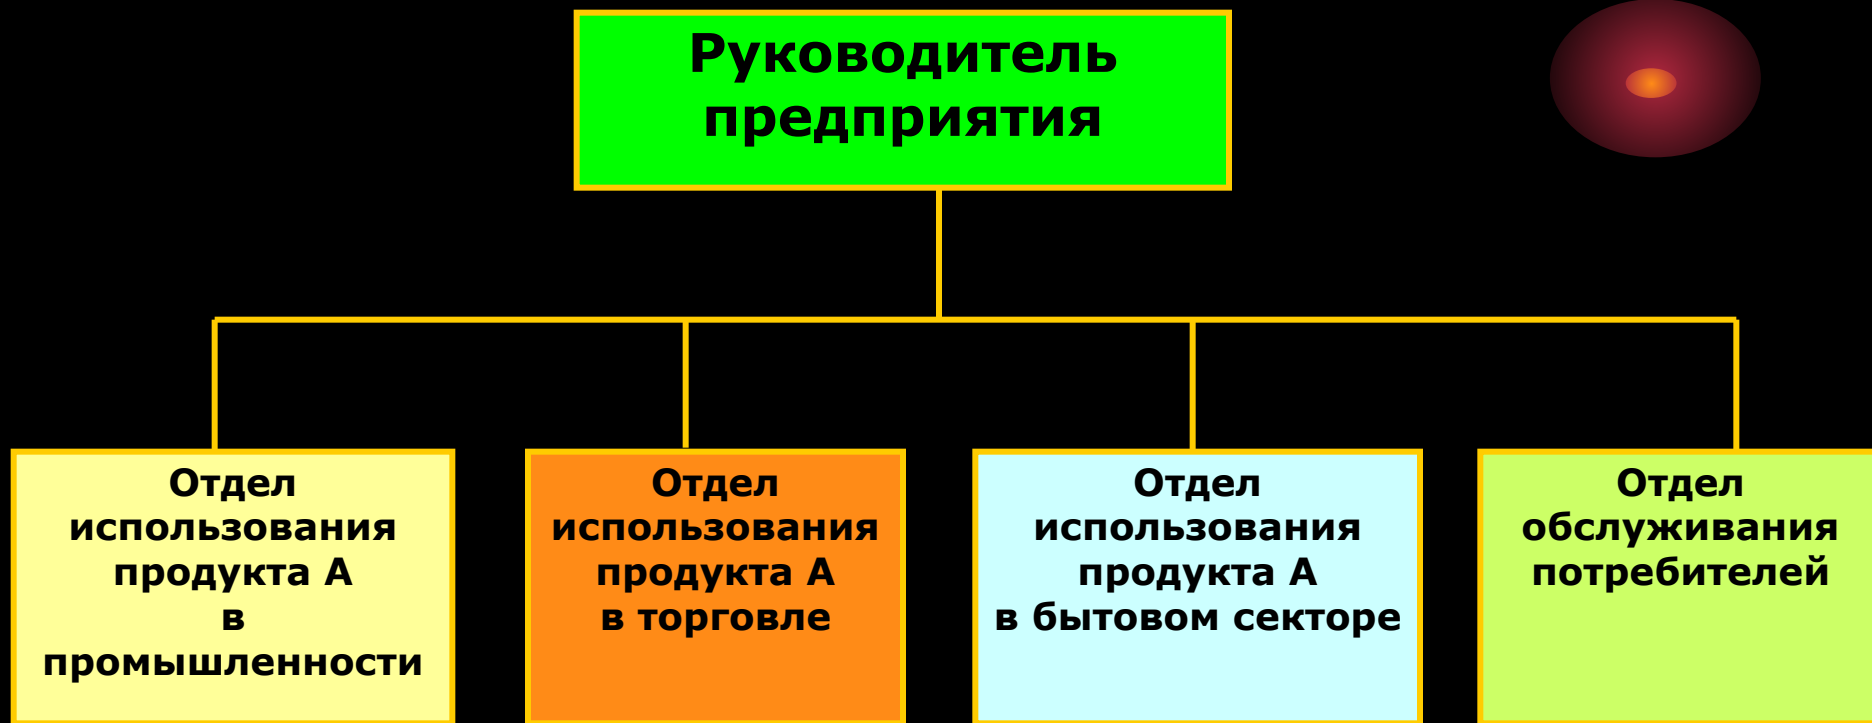 Руководитель
предприятия
Отдел
использования
продукта А
в
промышленности
Отдел
использования
продукта А
в торговле
Отдел
использования
продукта А
в бытовом секторе
Отдел
обслуживания
потребителей